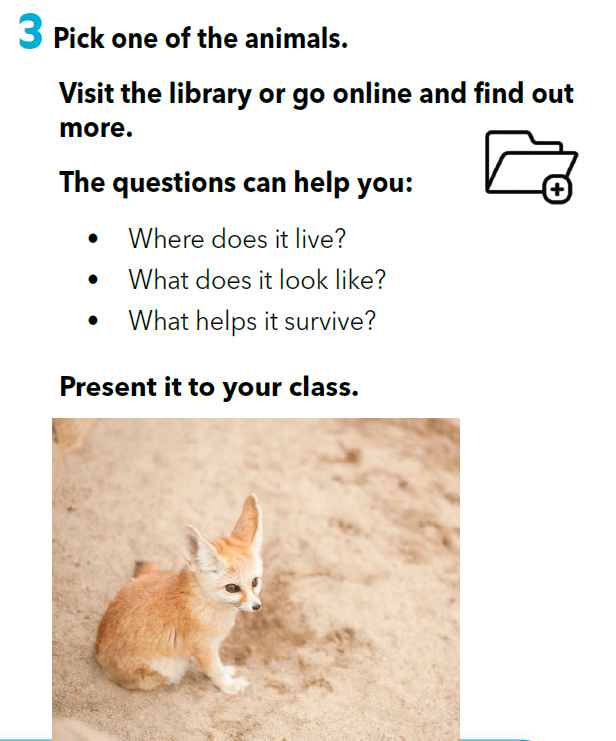 3 Pick one of the animals.
Visit the library or go online and find out
more.
The questions can help you:
• Where does it live?
• What does it look like?
• What helps it survive?
Present it to your class.